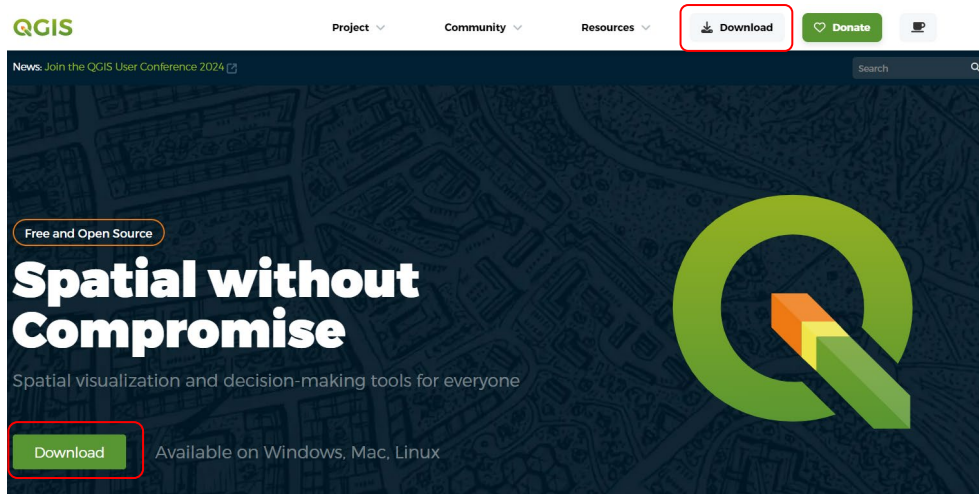 QGIS
Project
Community
Resources
Download
Donate
News: Join the QGIS User Conference 2024
Search
Free and Open Source
Spatial without
Compromise
Spatial visualization and decision-making tools for everyone
Download
Available on Windows, Mac, Linux